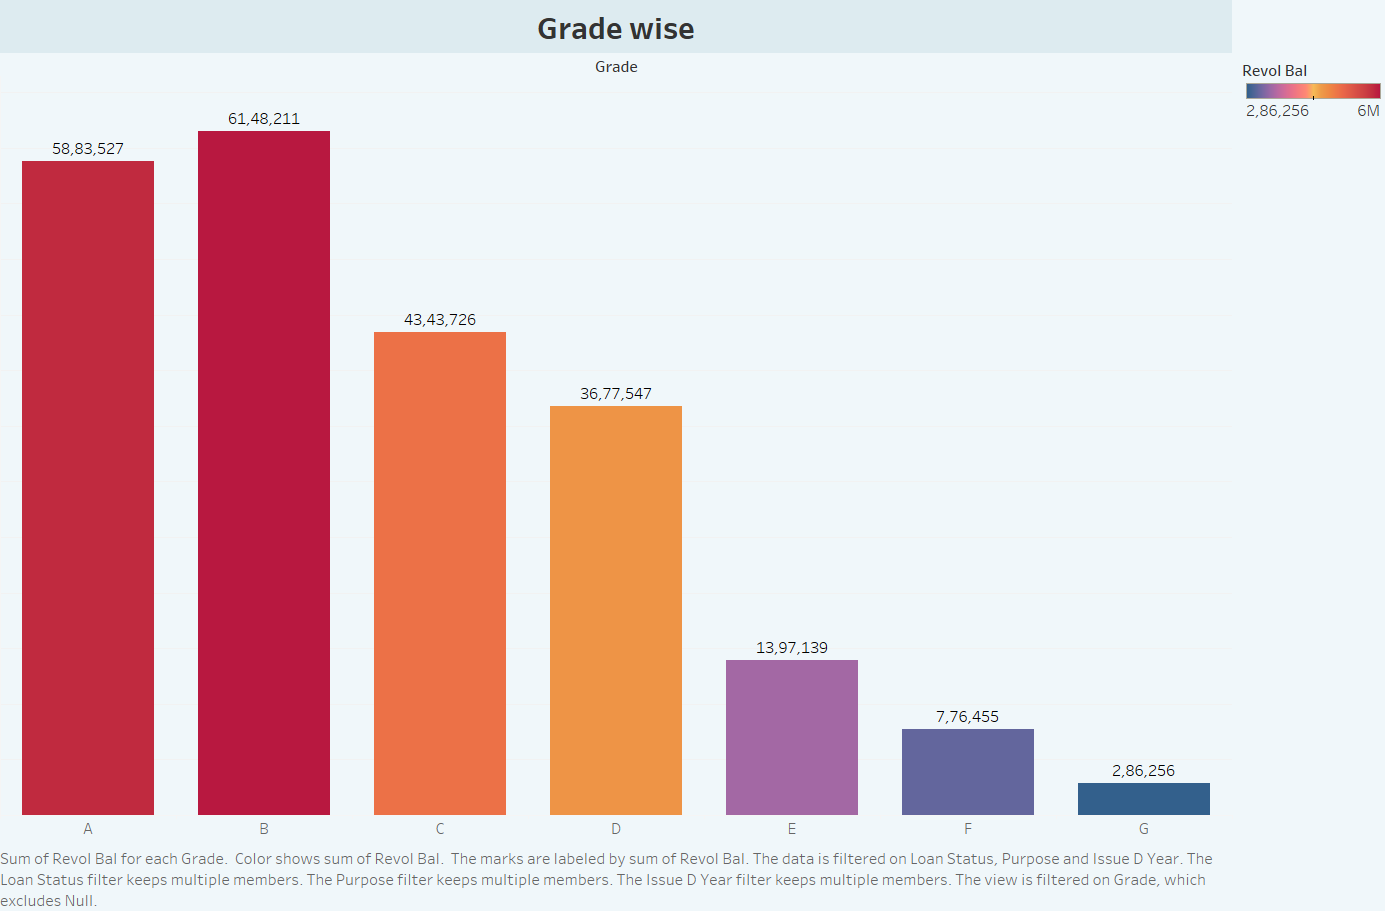 Grade wise
Grade
Revol Bal
2,86,256 6M
61,48,211
58,83,527
43,43,726
36,77,547
13,97,139
7,76,455
2,86,256
A B C D E F G
Sum of Revol Bal for each Grade.  Color shows sum of Revol Bal.  The marks are labeled by sum of Revol Bal. The data is filtered on Loan Status, Purpose and Issue D Year. The
Loan Status filter keeps multiple members. The Purpose filter keeps multiple members. The Issue D Year filter keeps multiple members. The view is filtered on Grade, which
excludes Null.